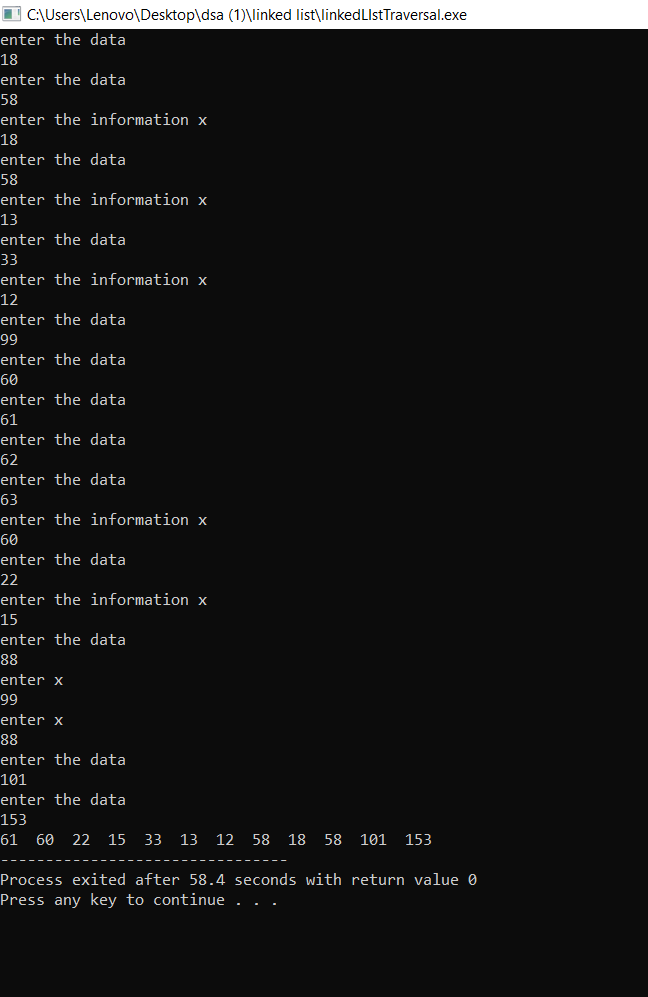 C:\Users\Lenovo\Desktop\dsa (1)\linked list\linkedLIstTraversal.exe
enter the data
18
enter the data
58
enter the information x
18
enter the data
58
enter the information x
13
enter the data
33
enter the information x
12
enter the data
99
enter the data
60
enter the data
61
enter the data
62
enter the data
63
enter the information x
60
enter the data
22
enter the information x
15
enter the data
88
enter x
99
enter x
88
enter the data
101
enter the data
153
61  60  22  15  33  13  12  58  18  58  101  153
--------------------------------
Process exited after 58.4 seconds with return value 0
Press any key to continue . . .